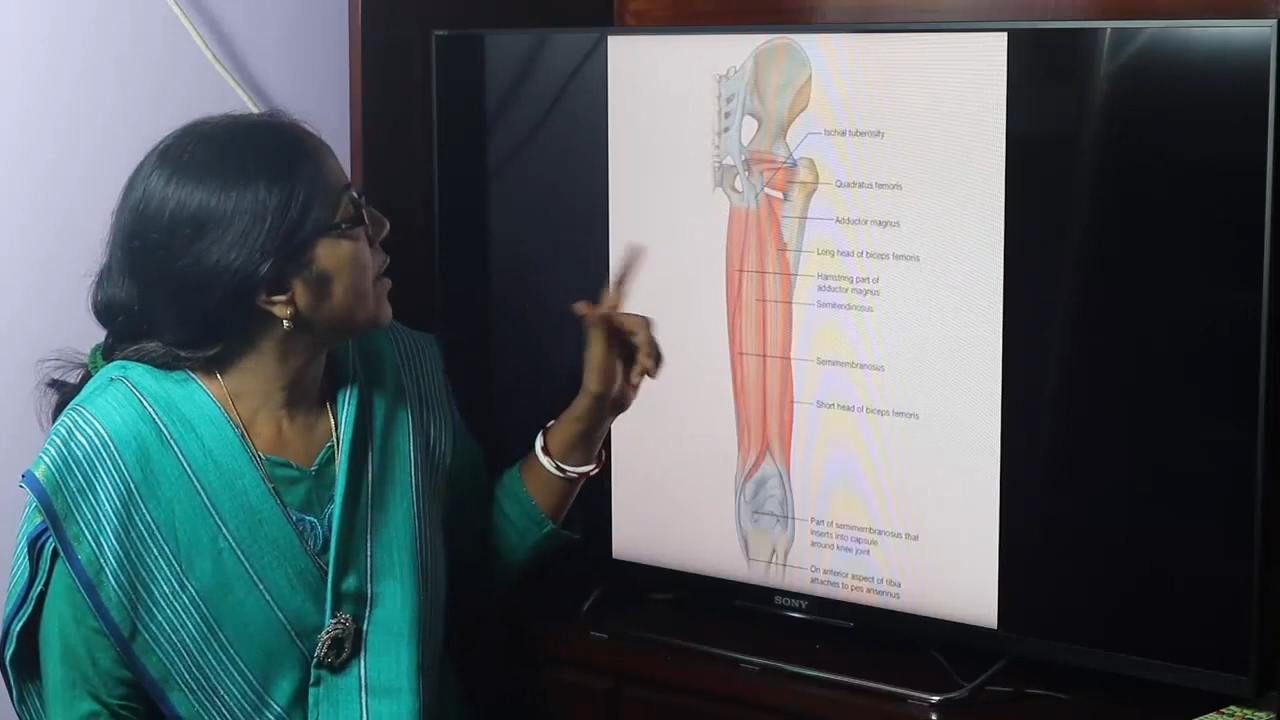 Ischial tuberosity
Quadratus femoris
Adductor magnus
Long head of biceps femoris
Hamstring part of
adductor magnus
Semitendinosus
Semimembranosus
Short head of biceps femoris
Part of semimembranosus that
inserts into capsule
around knee joint
On anterior aspect of tibia
attaches to pes anserinus
SONY